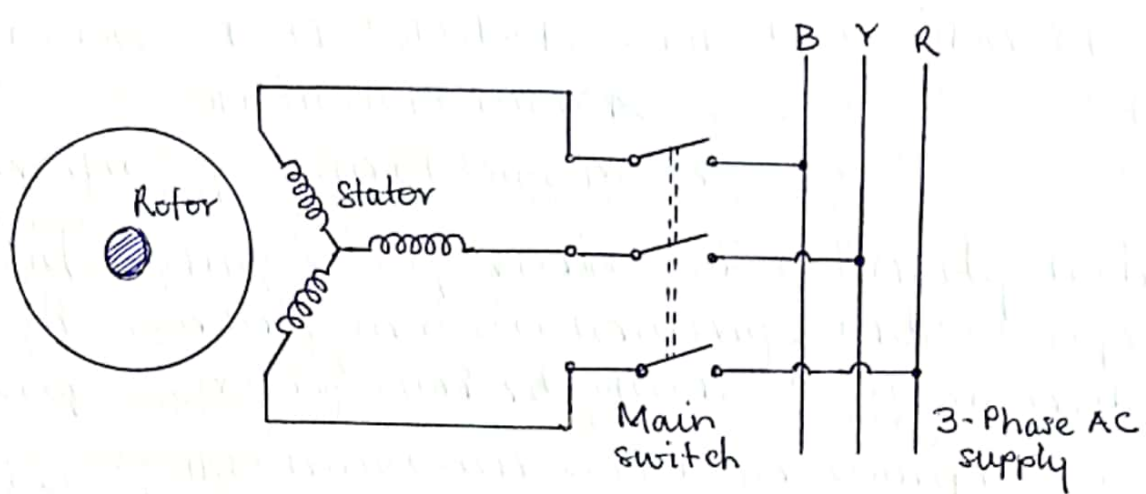 B Y R
Rotor
Stator
Main
switch
3-Phase AC
supply